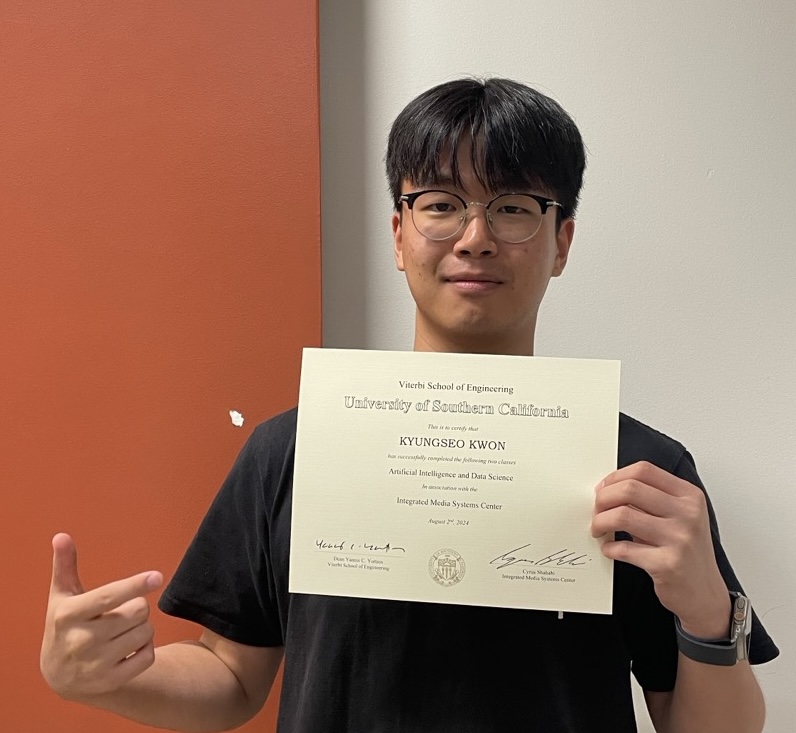 Viterbi School of Engineering
University of Southern California
This is to certify that
KYUNGSEO KWON
has successfully completed the following two classes
Artificial Intelligence and Data Science
In association with the
Integrated Media Systems Center
August 2nd, 2024
Dean Yannis C. Yortsos
Viterbi School of Engineering
Cyrus Shahabi
Integrated Media Systems Center